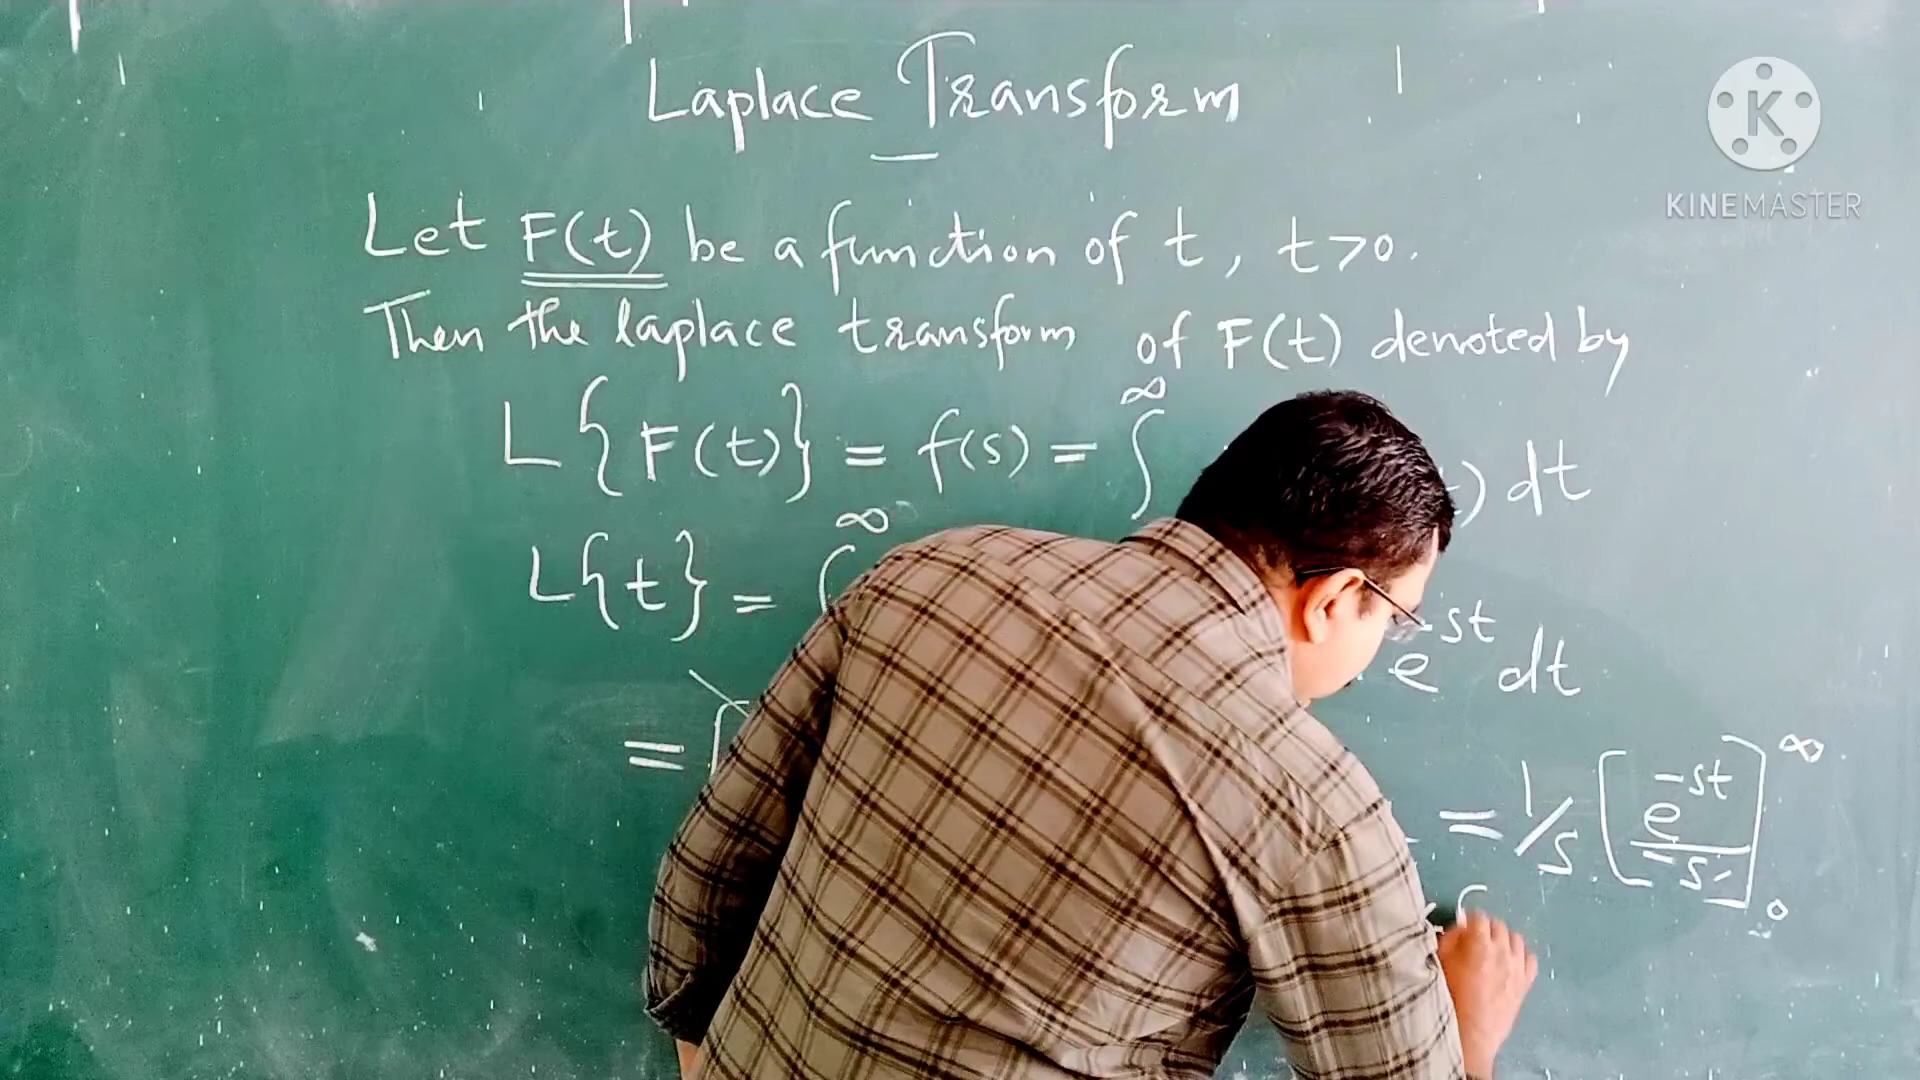 Laplace Transform
K
KINEMASTER
Let F(t) be a function of t, t>0.
Then the laplace transform of F(t) denoted by
L{F(t)} = f(s) = ∫ ∞ ) dt
L{t} = ∫ ∞
e^-st dt
=
= 1/s [e^-st/-s]∞ 0